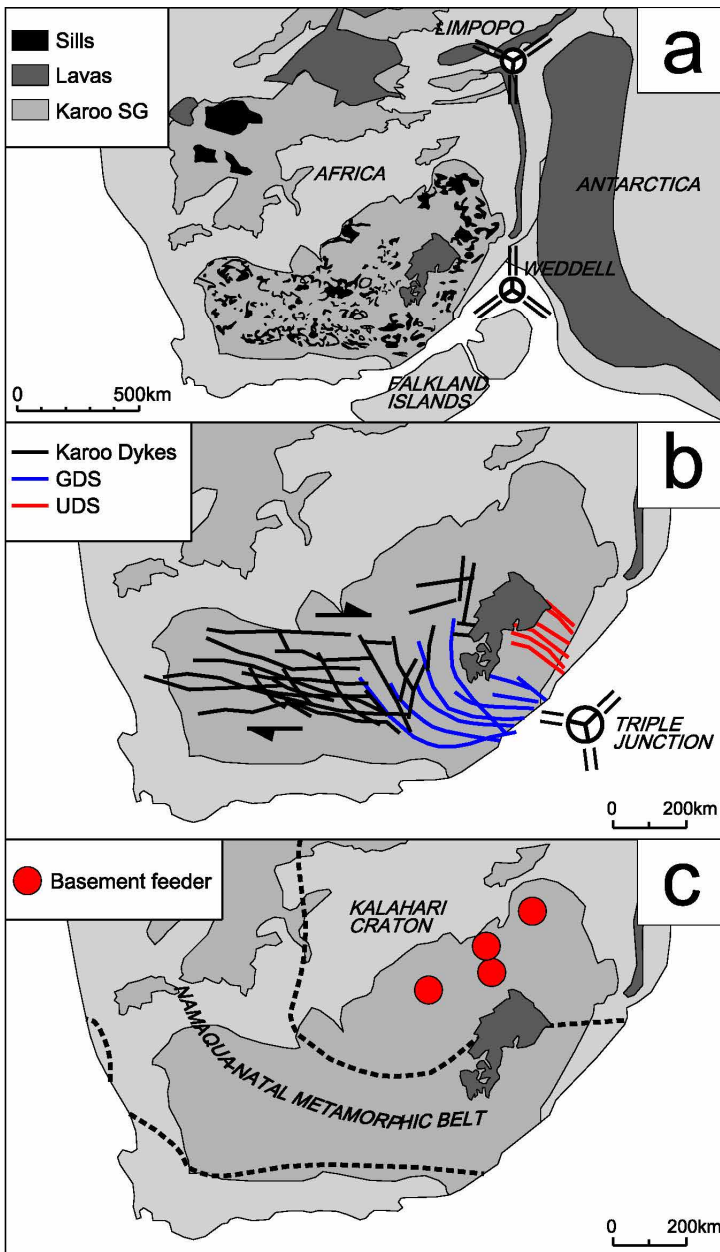 Sills
Lavas
Karoo SG
LIMPOPO
a
AFRICA
ANTARCTICA
WEDDELL
0 500km
FALKLAND
ISLANDS
Karoo Dykes
GDS
UDS
b
TRIPLE
JUNCTION
0 200km
Basement feeder
c
KALAHARI
CRATON
NAMAQUA-NATAL METAMORPHIC BELT
0 200km